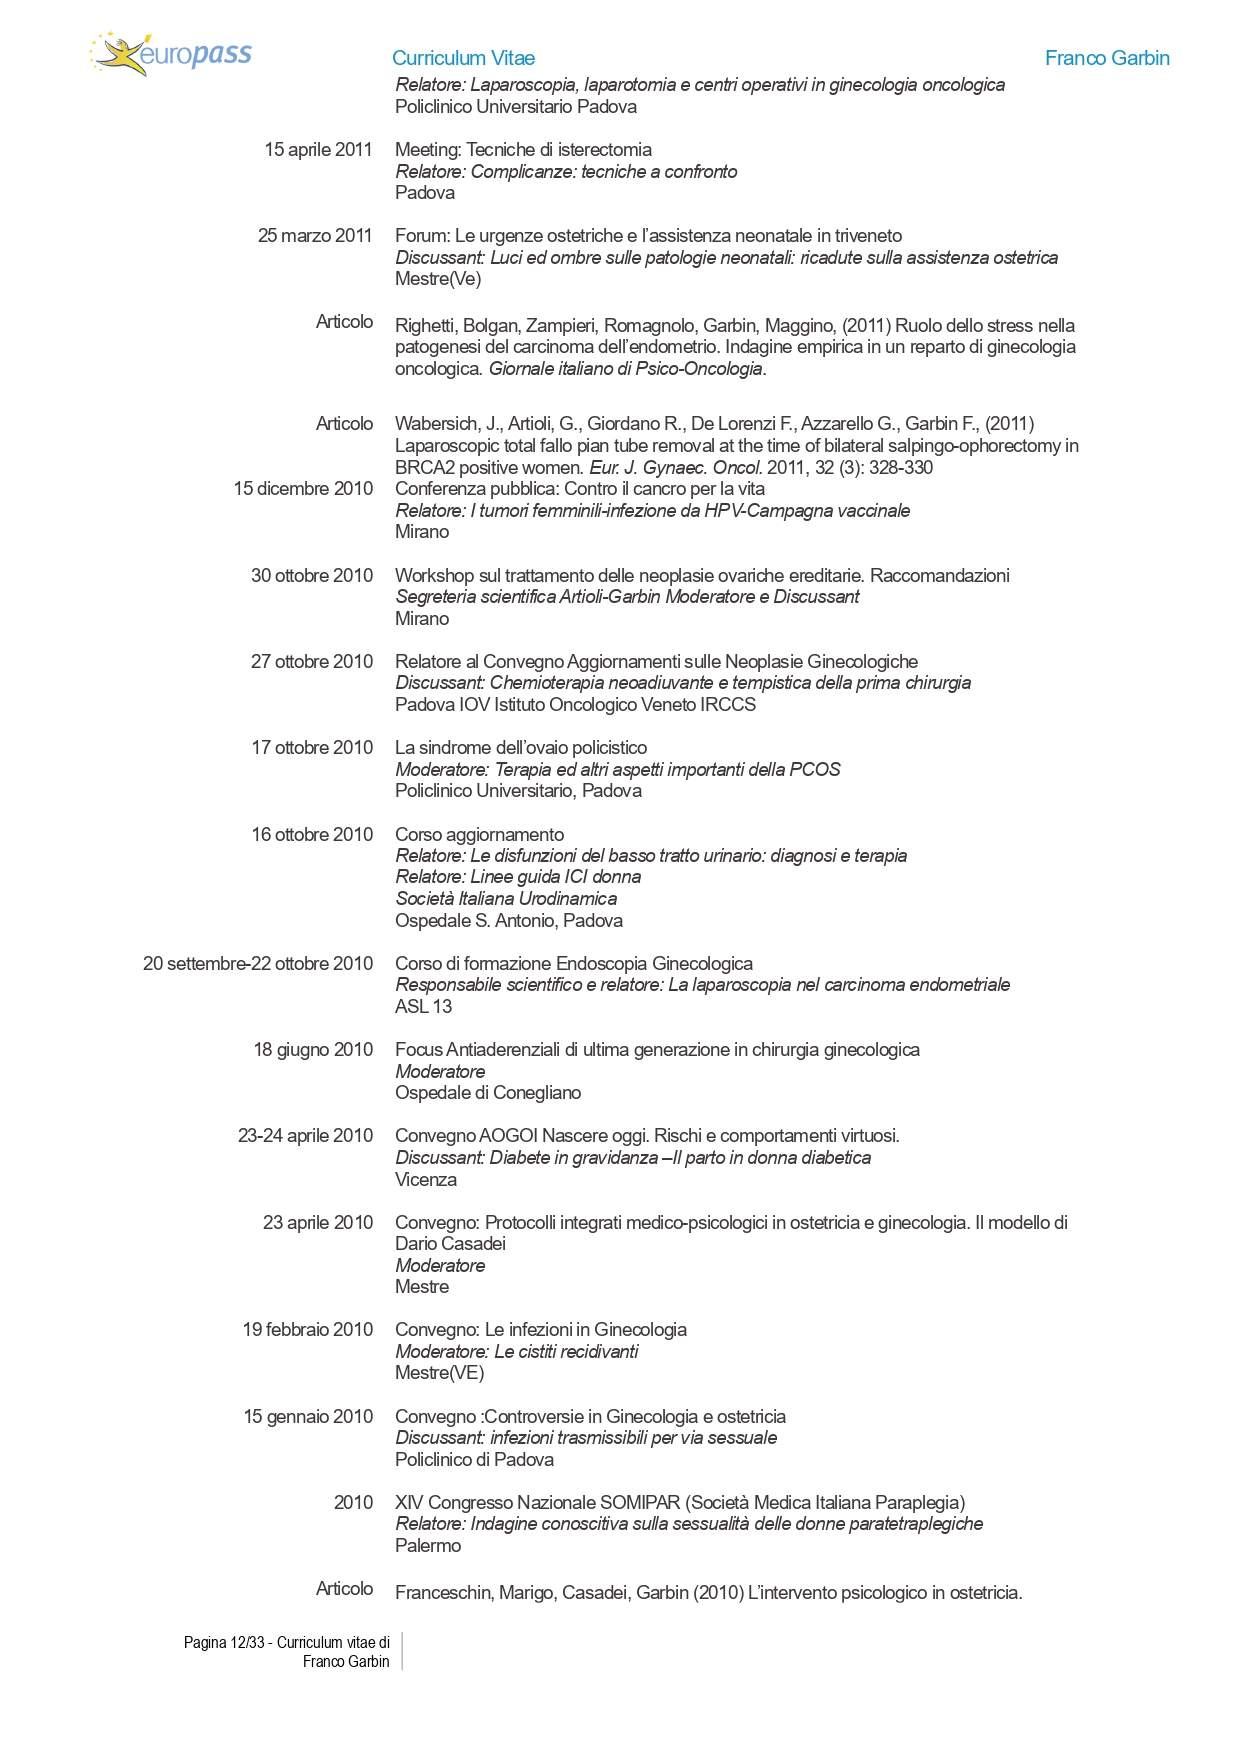 europass
Curriculum Vitae
Franco Garbin
Relatore: Laparoscopia, laparotomia e centri operativi in ginecologia oncologica
Policlinico Universitario Padova
15 aprile 2011 Meeting: Tecniche di isterectomia
Relatore: Complicanze: tecniche a confronto
Padova
25 marzo 2011 Forum: Le urgenze ostetriche e l’assistenza neonatale in triveneto
Discussant: Luci ed ombre sulle patologie neonatali: ricadute sulla assistenza ostetrica
Mestre(Ve)
Articolo Righetti, Bolgan, Zampieri, Romagnolo, Garbin, Maggino, (2011) Ruolo dello stress nella
patogenesi del carcinoma dell’endometrio. Indagine empirica in un reparto di ginecologia
oncologica. Giornale italiano di Psico-Oncologia.
Articolo Wabersich, J., Artioli, G., Giordano R., De Lorenzi F., Azzarello G., Garbin F., (2011)
Laparoscopic total fallo pian tube removal at the time of bilateral salpingo-ophorectomy in
BRCA2 positive women. Eur. J. Gynaec. Oncol. 2011, 32 (3): 328-330
15 dicembre 2010 Conferenza pubblica: Contro il cancro per la vita
Relatore: I tumori femminili-infezione da HPV-Campagna vaccinale
Mirano
30 ottobre 2010 Workshop sul trattamento delle neoplasie ovariche ereditarie. Raccomandazioni
Segreteria scientifica Artioli-Garbin Moderatore e Discussant
Mirano
27 ottobre 2010 Relatore al Convegno Aggiornamenti sulle Neoplasie Ginecologiche
Discussant: Chemioterapia neoadiuvante e tempistica della prima chirurgia
Padova IOV Istituto Oncologico Veneto IRCCS
17 ottobre 2010 La sindrome dell’ovaio policistico
Moderatore: Terapia ed altri aspetti importanti della PCOS
Policlinico Universitario, Padova
16 ottobre 2010 Corso aggiornamento
Relatore: Le disfunzioni del basso tratto urinario: diagnosi e terapia
Relatore: Linee guida ICI donna
Società Italiana Urodinamica
Ospedale S. Antonio, Padova
20 settembre-22 ottobre 2010 Corso di formazione Endoscopia Ginecologica
Responsabile scientifico e relatore: La laparoscopia nel carcinoma endometriale
ASL 13
18 giugno 2010 Focus Antiaderenziali di ultima generazione in chirurgia ginecologica
Moderatore
Ospedale di Conegliano
23-24 aprile 2010 Convegno AOGOI Nascere oggi. Rischi e comportamenti virtuosi.
Discussant: Diabete in gravidanza –Il parto in donna diabetica
Vicenza
23 aprile 2010 Convegno: Protocolli integrati medico-psicologici in ostetricia e ginecologia. Il modello di
Dario Casadei
Moderatore
Mestre
19 febbraio 2010 Convegno: Le infezioni in Ginecologia
Moderatore: Le cistiti recidivanti
Mestre(VE)
15 gennaio 2010 Convegno :Controversie in Ginecologia e ostetricia
Discussant: infezioni trasmissibili per via sessuale
Policlinico di Padova
2010 XIV Congresso Nazionale SOMIPAR (Società Medica Italiana Paraplegia)
Relatore: Indagine conoscitiva sulla sessualità delle donne paratetraplegiche
Palermo
Articolo Franceschin, Marigo, Casadei, Garbin (2010) L’intervento psicologico in ostetricia.
Pagina 12/33 - Curriculum vitae di
Franco Garbin